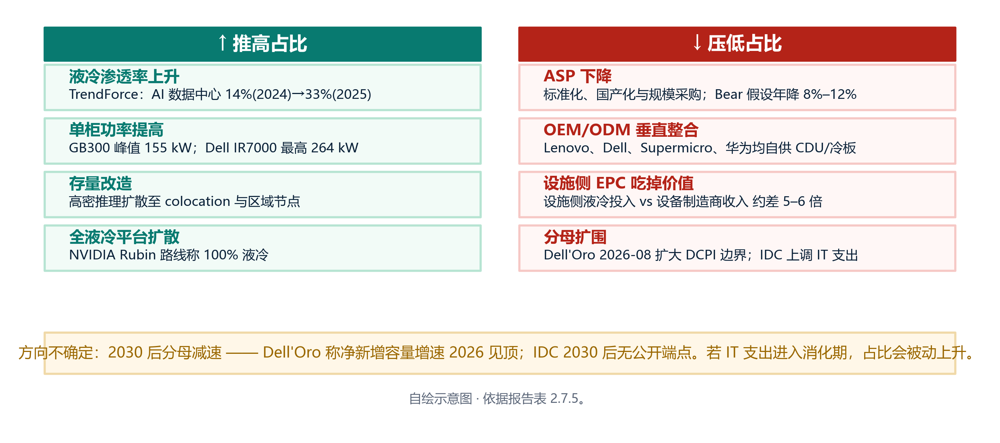 ↑ 推高占比
液冷渗透率上升
TrendForce：AI 数据中心 14%(2024)→33%(2025)
单柜功率提高
GB300 峰值 155 kW；Dell IR7000 最高 264 kW
存量改造
高密推理扩散至 colocation 与区域节点
全液冷平台扩散
NVIDIA Rubin 路线称 100% 液冷
↓ 压低占比
ASP 下降
标准化、国产化与规模采购；Bear 假设年降 8%–12%
OEM/ODM 垂直整合
Lenovo、Dell、Supermicro、华为均自供 CDU/冷板
设施侧 EPC 吃掉价值
设施侧液冷投入 vs 设备制造商收入 约差 5–6 倍
分母扩围
Dell'Oro 2026-08 扩大 DCPI 边界；IDC 上调 IT 支出
方向不确定：2030 后分母减速 —— Dell'Oro 称净新增容量增速 2026 见顶；IDC 2030 后无公开端点。若 IT 支出进入消化期，占比会被动上升。
自绘示意图 · 依据报告表 2.7.5。